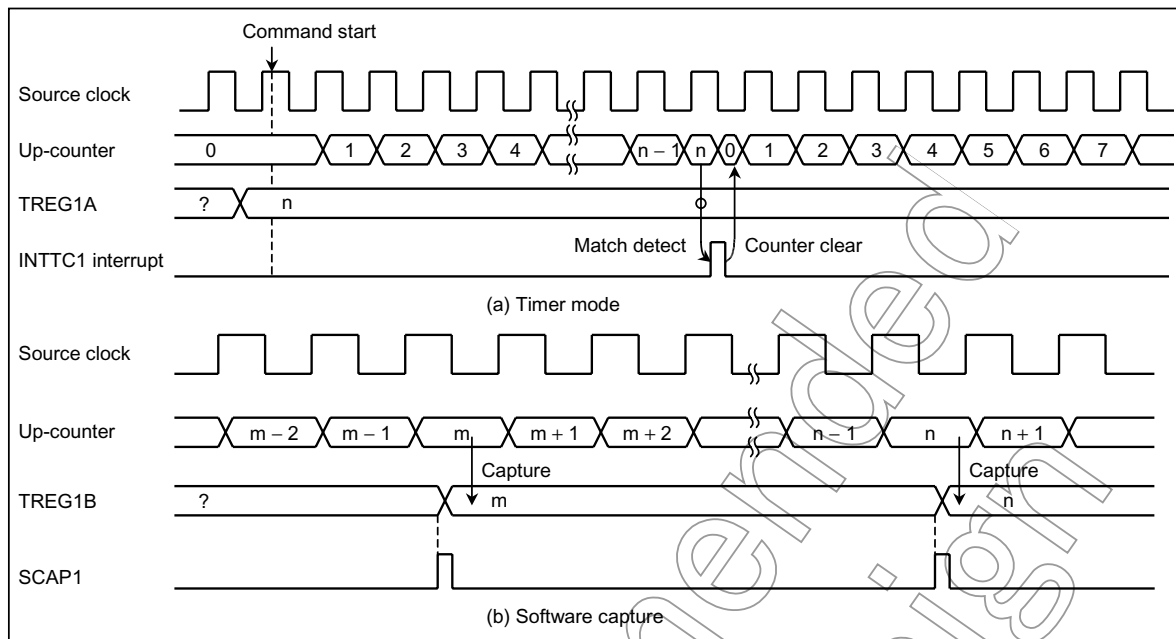 Command start
Source clock
Up-counter 0 1 2 3 4 n – 1 n 0 1 2 3 4 5 6 7
TREG1A ? n
Match detect Counter clear
INTTC1 interrupt
(a) Timer mode
Source clock
Up-counter m – 2 m – 1 m m + 1 m + 2 n – 1 n n + 1
Capture Capture
TREG1B ? m n
SCAP1
(b) Software capture